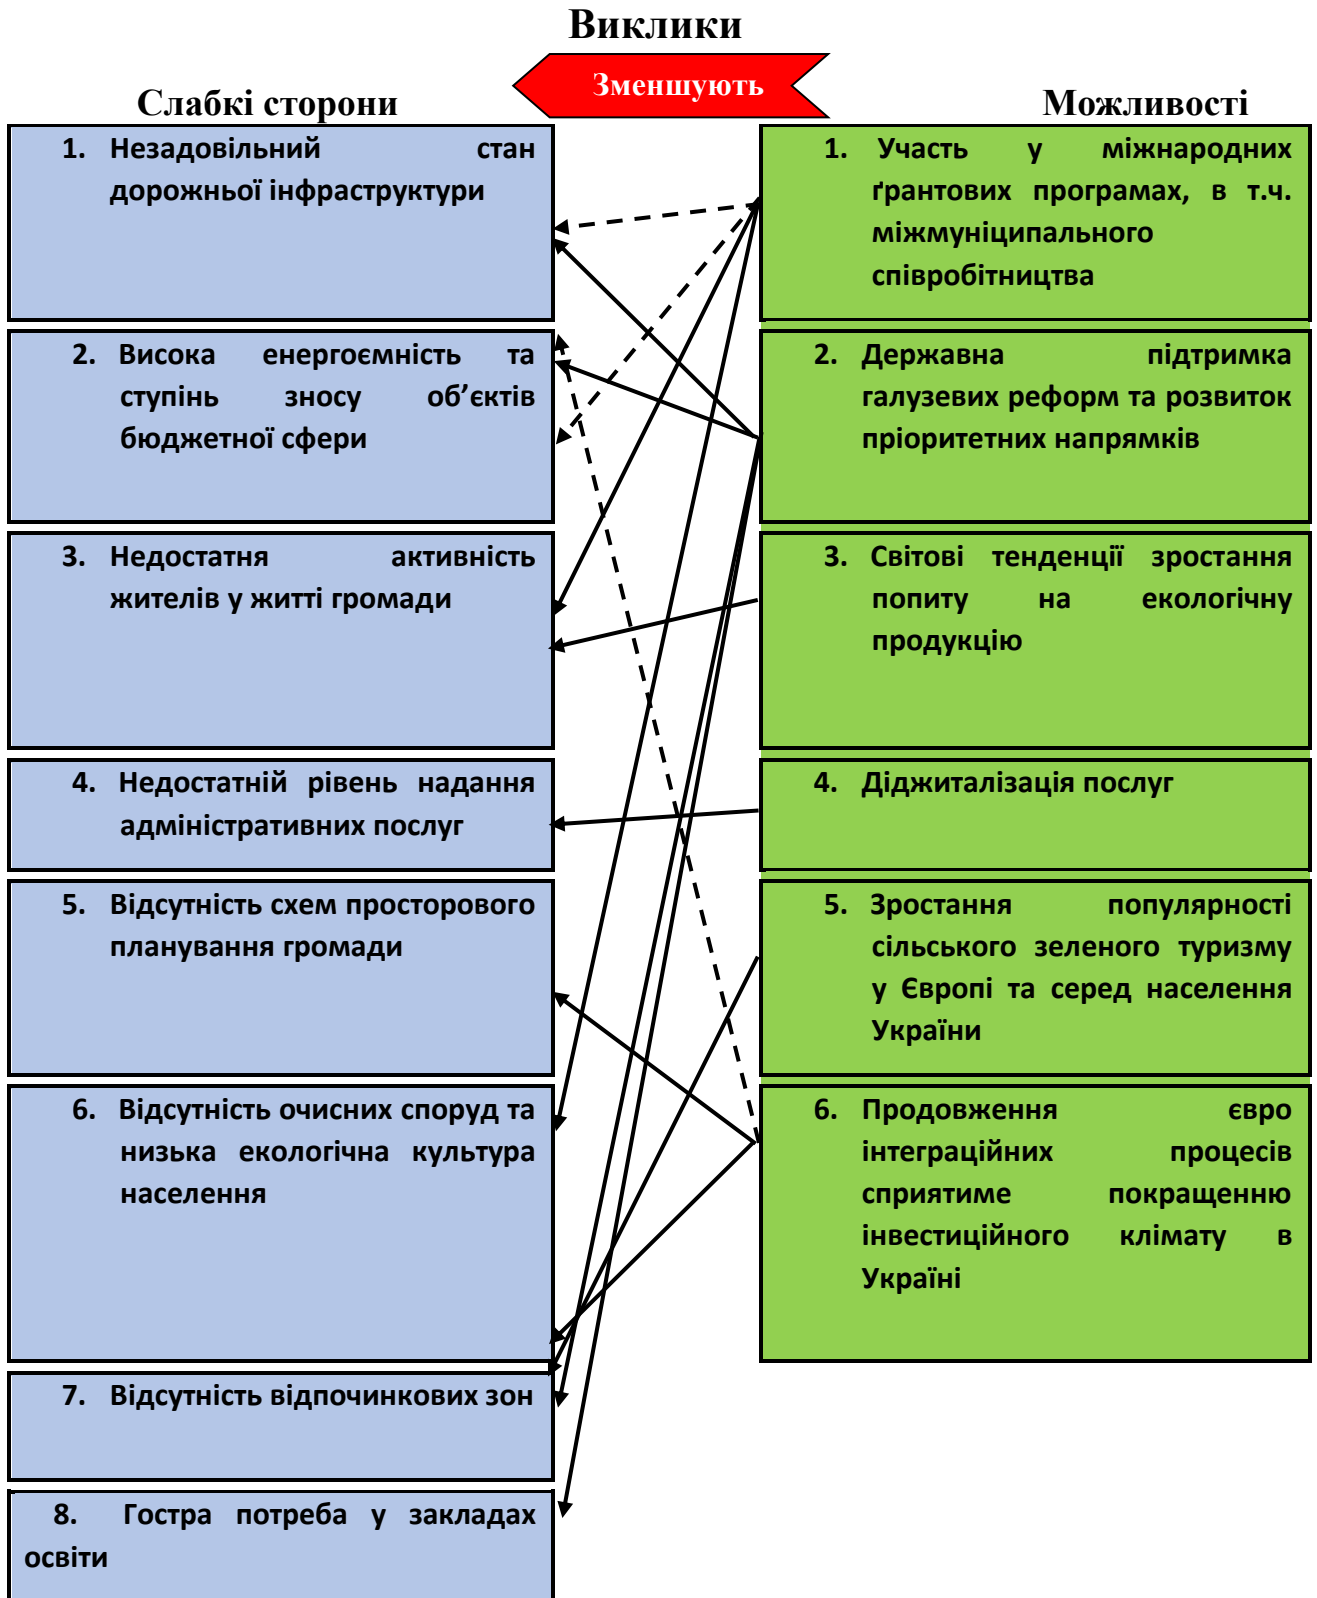 Виклики
Зменшують
Слабкі сторони
Можливості
1. Незадовільний стан
дорожньої інфраструктури
2. Висока енергоємність та
ступінь зносу об’єктів
бюджетної сфери
3. Недостатня активність
жителів у житті громади
4. Недостатній рівень надання
адміністративних послуг
5. Відсутність схем просторового
планування громади
6. Відсутність очисних споруд та
низька екологічна культура
населення
7. Відсутність відпочинкових зон
8. Гостра потреба у закладах
освіти
1. Участь у міжнародних
ґрантових програмах, в т.ч.
міжмуніципального
співробітництва
2. Державна підтримка
галузевих реформ та розвиток
пріоритетних напрямків
3. Світові тенденції зростання
попиту на екологічну
продукцію
4. Діджиталізація послуг
5. Зростання популярності
сільського зеленого туризму
у Європі та серед населення
України
6. Продовження євро
інтеграційних процесів
сприятиме покращенню
інвестиційного клімату в
Україні